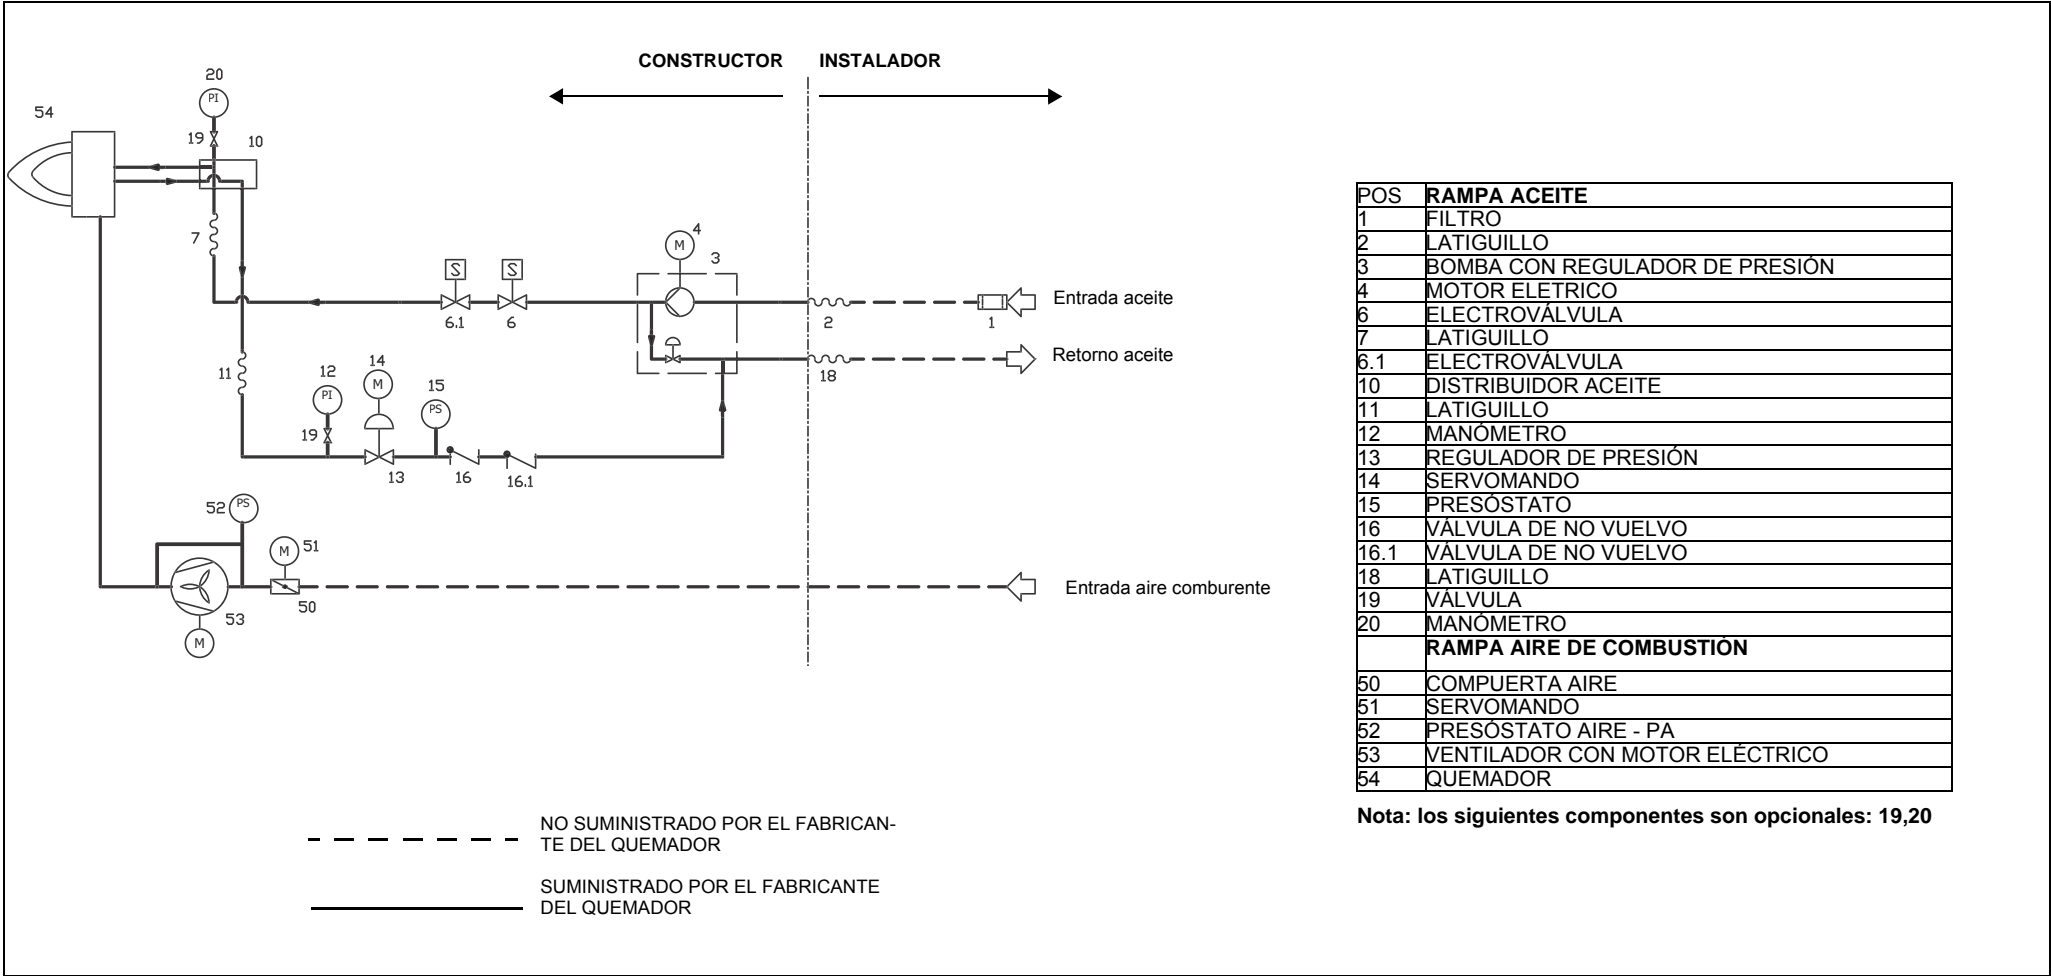 CONSTRUCTOR INSTALADOR
20
PI
54
19
10
7
4
M
3
S S
6.1 6
2
1
Entrada aceite
Retorno aceite
18
11
12
PI
14
M
15
PS
19
13
16
16.1
52
PS
M
51
50
53
M
Entrada aire comburente
NO SUMINISTRADO POR EL FABRICAN-
TE DEL QUEMADOR
SUMINISTRADO POR EL FABRICANTE
DEL QUEMADOR
POS RAMPA ACEITE
1 FILTRO
2 LATIGUILLO
3 BOMBA CON REGULADOR DE PRESIÓN
4 MOTOR ELETRICO
6 ELECTROVÁLVULA
7 LATIGUILLO
6.1 ELECTROVÁLVULA
10 DISTRIBUIDOR ACEITE
11 LATIGUILLO
12 MANÓMETRO
13 REGULADOR DE PRESIÓN
14 SERVOMANDO
15 PRESÓSTATO
16 VÁLVULA DE NO VUELVO
16.1 VÁLVULA DE NO VUELVO
18 LATIGUILLO
19 VÁLVULA
20 MANÓMETRO
RAMPA AIRE DE COMBUSTIÓN
50 COMPUERTA AIRE
51 SERVOMANDO
52 PRESÓSTATO AIRE - PA
53 VENTILADOR CON MOTOR ELÉCTRICO
54 QUEMADOR
Nota: los siguientes componentes son opcionales: 19,20